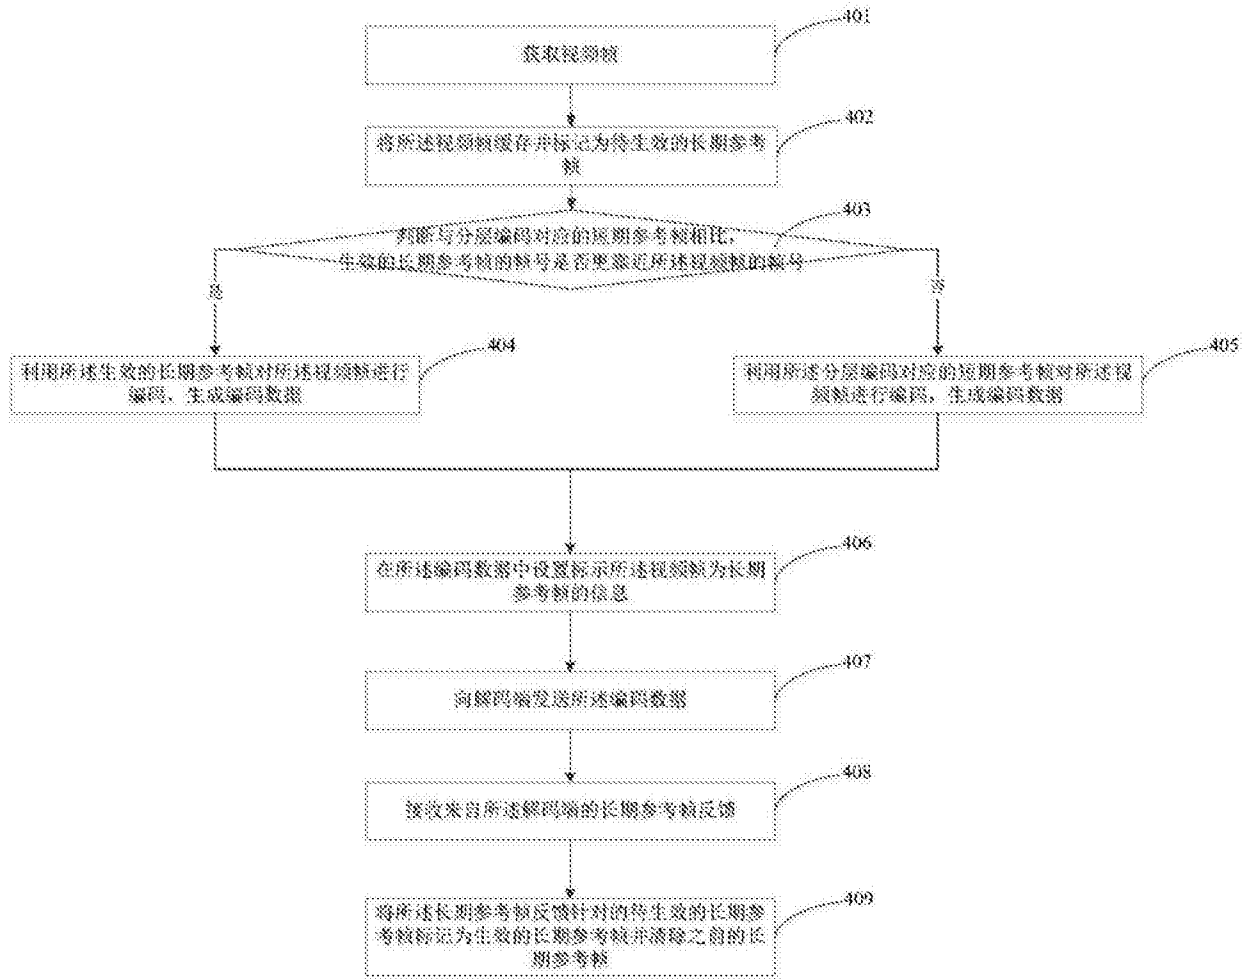 401
获取视频帧
402
将所述视频帧缓存并标记为待生效的长期参考
帧
403
判断与分层编码对应的短期参考帧相比,
生效的长期参考帧的帧号是否更靠近所述视频帧的帧号
是
否
404
利用所述生效的长期参考帧对所述视频帧进行
编码，生成编码数据
405
利用所述分层编码对应的短期参考帧对所述视
频帧进行编码，生成编码数据
406
在所述编码数据中设置标示所述视频帧为长期
参考帧的信息
407
向解码端发送所述编码数据
408
接收来自所述解码端的长期参考帧反馈
409
将所述长期参考帧反馈针对的待生效的长期参
考帧标记为生效的长期参考帧并清除之前的长
期参考帧